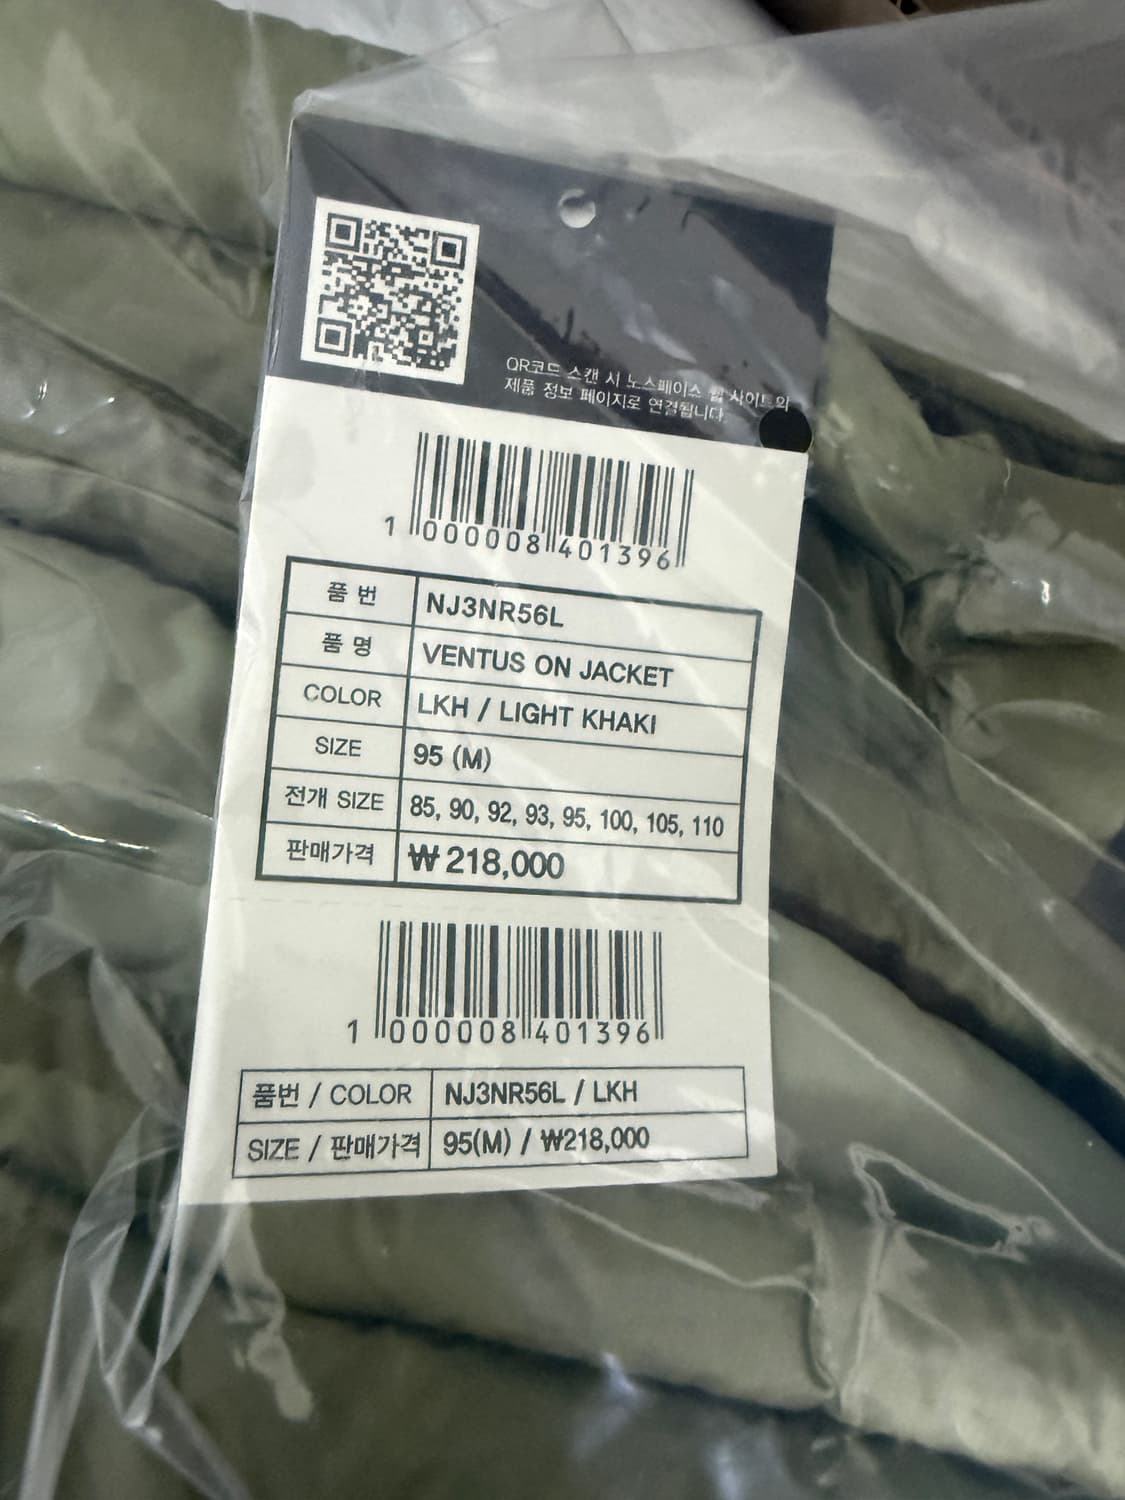 QR코드 스캔 시 노스페이스 웹 사이트의
제품 정보 페이지로 연결됩니다.
1 000008 401396
품 번 NJ3NR56L
품 명 VENTUS ON JACKET
COLOR LKH / LIGHT KHAKI
SIZE 95 (M)
전개 SIZE 85, 90, 92, 93, 95, 100, 105, 110
판매가격 ₩ 218,000
1 000008 401396
품번 / COLOR NJ3NR56L / LKH
SIZE / 판매가격 95(M) / ₩218,000